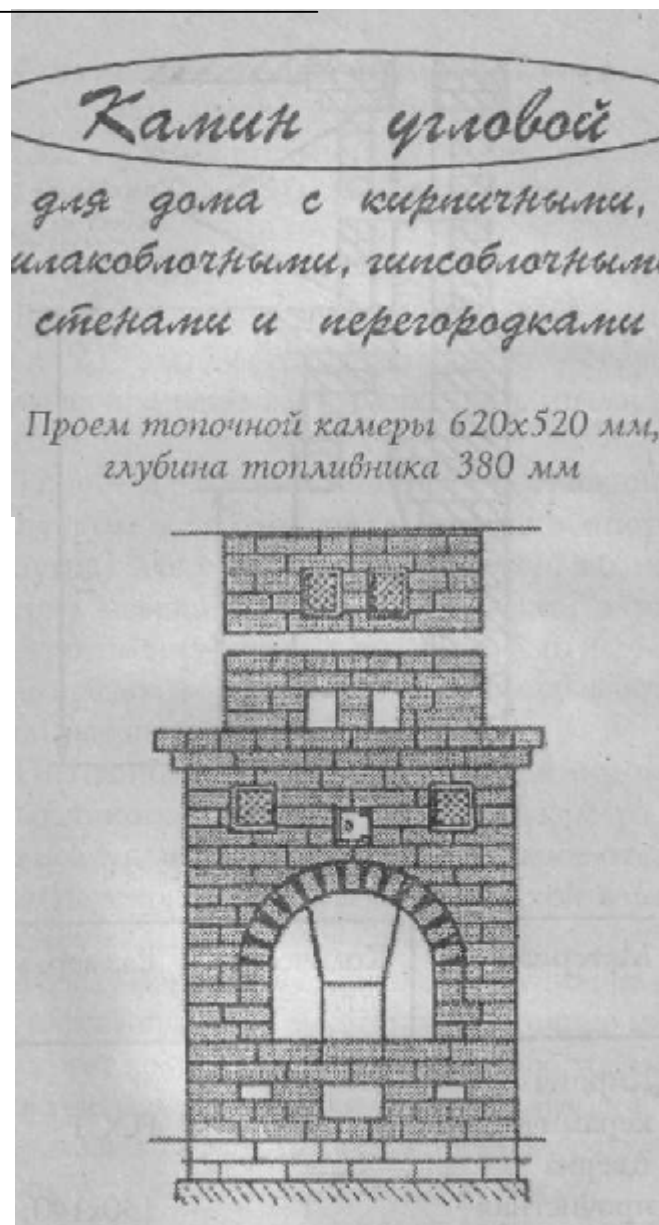 Камин угловой
для дома с кирпичными,
шлакоблочными, гипсоблочными
стенами и перегородками
Проем топочной камеры 620х520 мм,
глубина топливника 380 мм